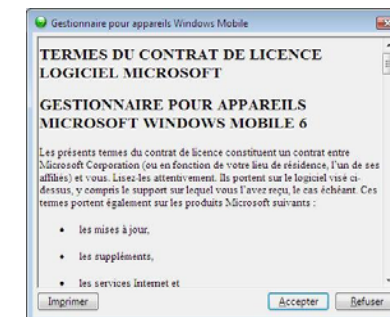 Gestionnaire pour appareils Windows Mobile
TERMES DU CONTRAT DE LICENCE
LOGICIEL MICROSOFT
GESTIONNAIRE POUR APPAREILS
MICROSOFT WINDOWS MOBILE 6
Les présents termes du contrat de licence constituent un contrat entre
Microsoft Corporation (ou en fonction de votre lieu de résidence, l'un de ses
affiliés) et vous. Lisez-les attentivement. Ils portent sur le logiciel visé ci-
dessus, y compris le support sur lequel vous l'avez reçu, le cas échéant. Ces
termes portent également sur les produits Microsoft suivants :
• les mises à jour,
• les suppléments,
• les services Internet et
Imprimer
Accepter
Refuser